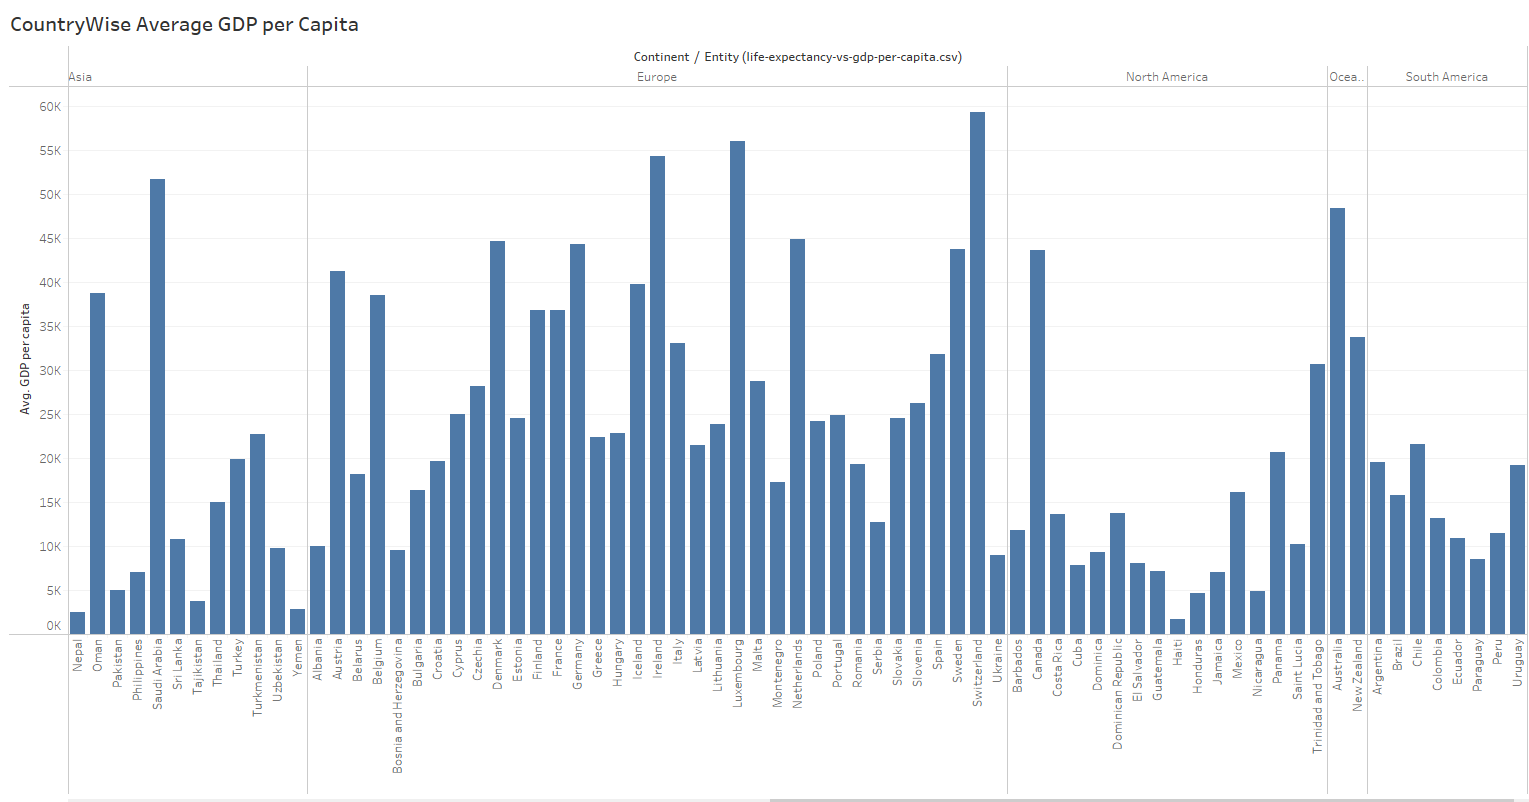 CountryWise Average GDP per Capita
Continent / Entity (life-expectancy-vs-gdp-per-capita.csv)
Asia
Europe
North America
Ocea..
South America
60K
55K
50K
45K
40K
35K
30K
25K
20K
15K
10K
5K
0K
Avg. GDP per capita
Nepal
Oman
Pakistan
Philippines
Saudi Arabia
Sri Lanka
Tajikistan
Thailand
Turkey
Turkmenistan
Uzbekistan
Yemen
Albania
Austria
Belarus
Belgium
Bosnia and Herzegovina
Bulgaria
Croatia
Cyprus
Czechia
Denmark
Estonia
Finland
France
Germany
Greece
Hungary
Iceland
Ireland
Italy
Latvia
Lithuania
Luxembourg
Malta
Montenegro
Netherlands
Poland
Portugal
Romania
Serbia
Slovakia
Slovenia
Spain
Sweden
Switzerland
Ukraine
Barbados
Canada
Costa Rica
Cuba
Dominica
Dominican Republic
El Salvador
Guatemala
Haiti
Honduras
Jamaica
Mexico
Nicaragua
Panama
Saint Lucia
Trinidad and Tobago
Australia
New Zealand
Argentina
Brazil
Chile
Colombia
Ecuador
Paraguay
Peru
Uruguay